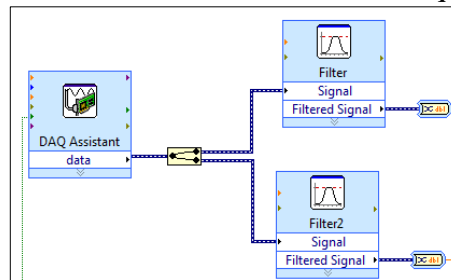 Filter
Signal
Filtered Signal
DAQ Assistant
data
Filter2
Signal
Filtered Signal